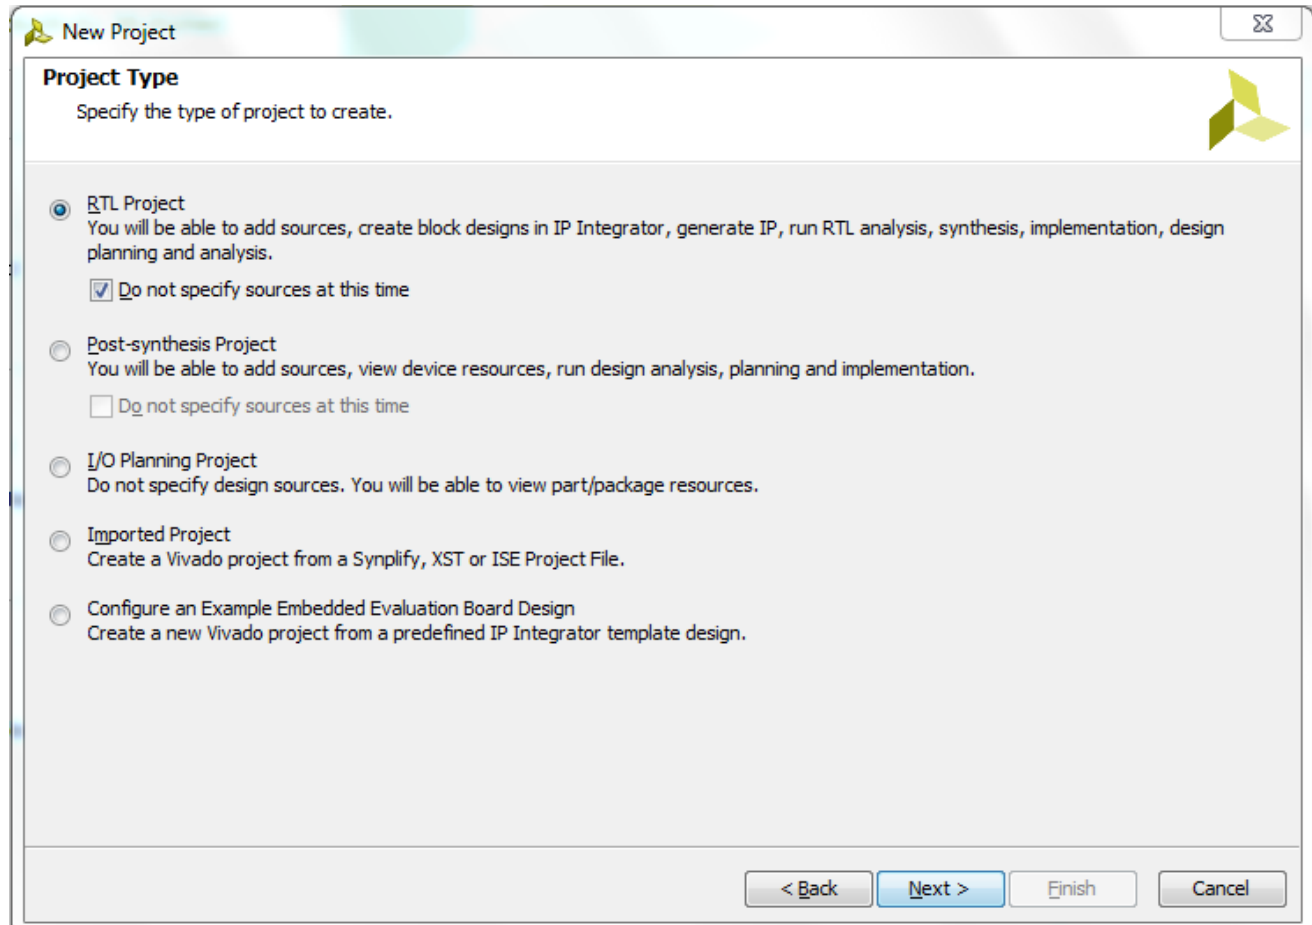 New Project
Project Type
Specify the type of project to create.
RTL Project
You will be able to add sources, create block designs in IP Integrator, generate IP, run RTL analysis, synthesis, implementation, design
planning and analysis.
Do not specify sources at this time
Post-synthesis Project
You will be able to add sources, view device resources, run design analysis, planning and implementation.
Do not specify sources at this time
I/O Planning Project
Do not specify design sources. You will be able to view part/package resources.
Imported Project
Create a Vivado project from a Synplify, XST or ISE Project File.
Configure an Example Embedded Evaluation Board Design
Create a new Vivado project from a predefined IP Integrator template design.
< Back Next > Finish Cancel